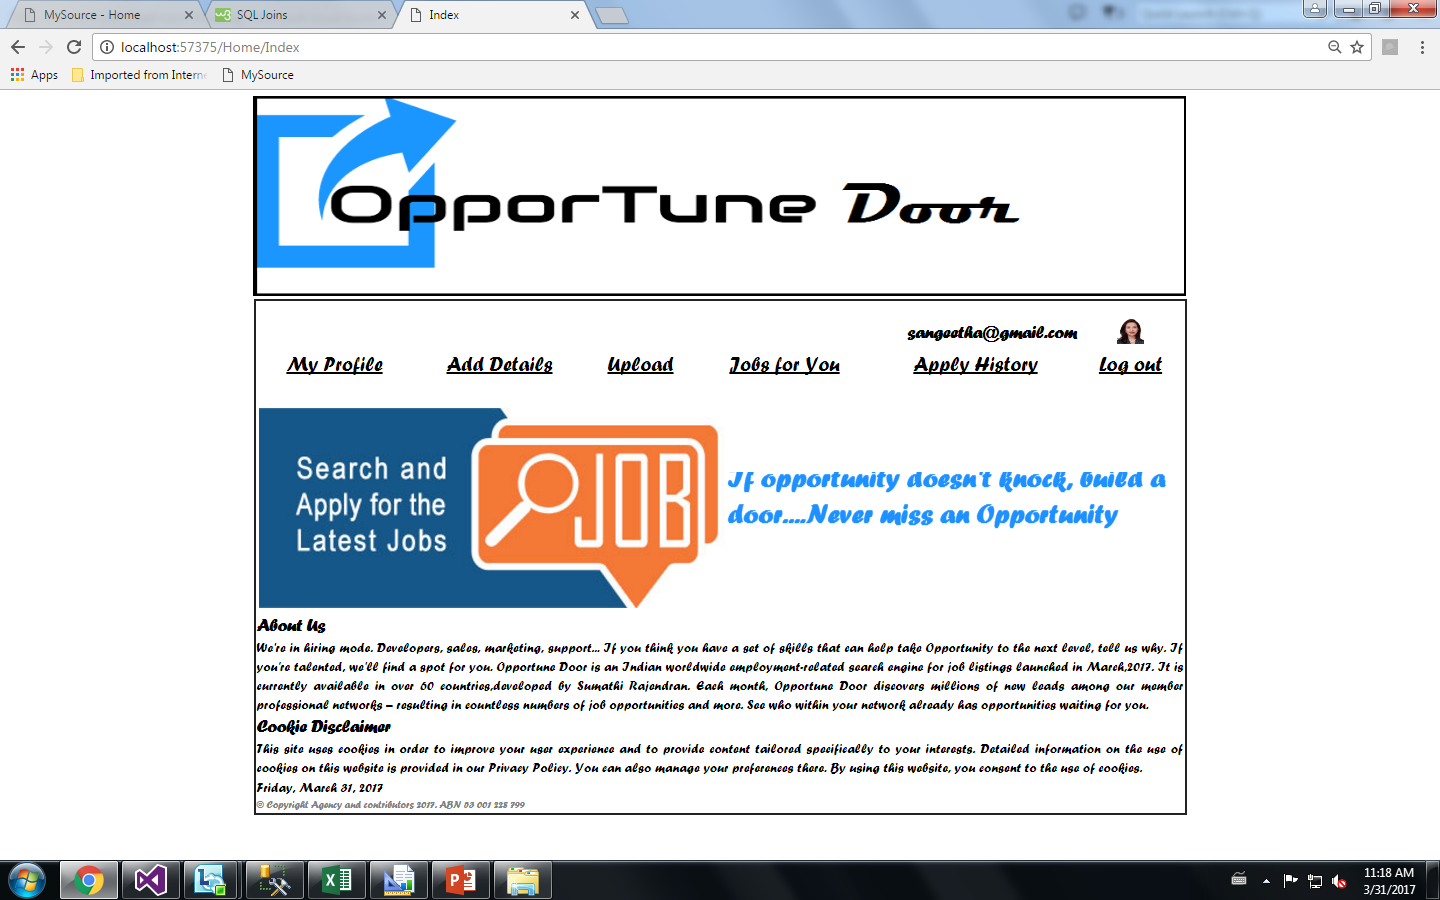 MySource - Home
SQL Joins
Index
localhost:57375/Home/Index
Apps
Imported from Intern
MySource
OpporTune Door
sangeetha@gmail.com
My Profile Add Details Upload Jobs for You Apply History Log out
Search and
Apply for the
Latest Jobs
JOB
If opportunity doesn't knock, build a
door....Never miss an Opportunity
About Us
We're in hiring mode. Developers, sales, marketing, support... If you think you have a set of skills that can help take Opportunity to the next level, tell us why. If
you're talented, we'll find a spot for you. Opportune Door is an Indian worldwide employment-related search engine for job listings launched in March,2017. It is
currently available in over 60 countries,developed by Sumathi Rajendran. Each month, Opportune Door discovers millions of new leads among our member
professional networks – resulting in countless numbers of job opportunities and more. See who within your network already has opportunities waiting for you.
Cookie Disclaimer
This site uses cookies in order to improve your user experience and to provide content tailored specifically to your interests. Detailed information on the use of
cookies on this website is provided in our Privacy Policy. You can also manage your preferences there. By using this website, you consent to the use of cookies.
Friday, March 31, 2017
© Copyright Agency and contributors 2017. ABN 53 001 228 799
11:18 AM
3/31/2017